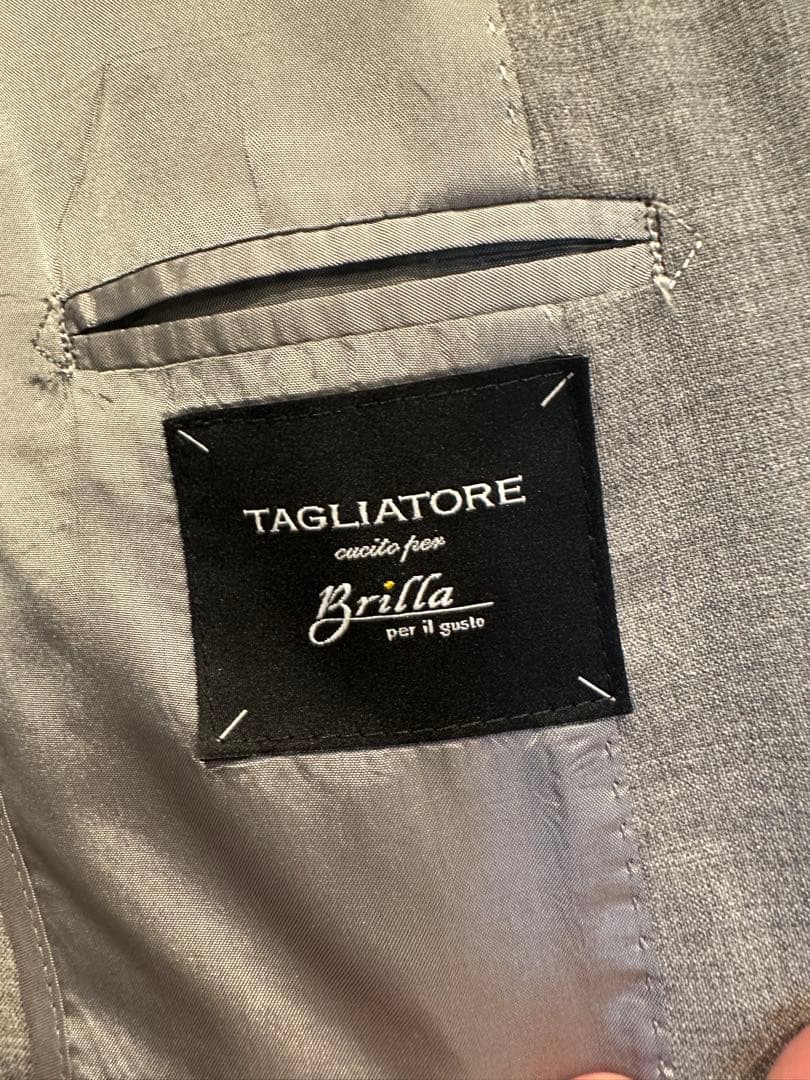 TAGLIATORE
cucito per
Brilla
per il gusto